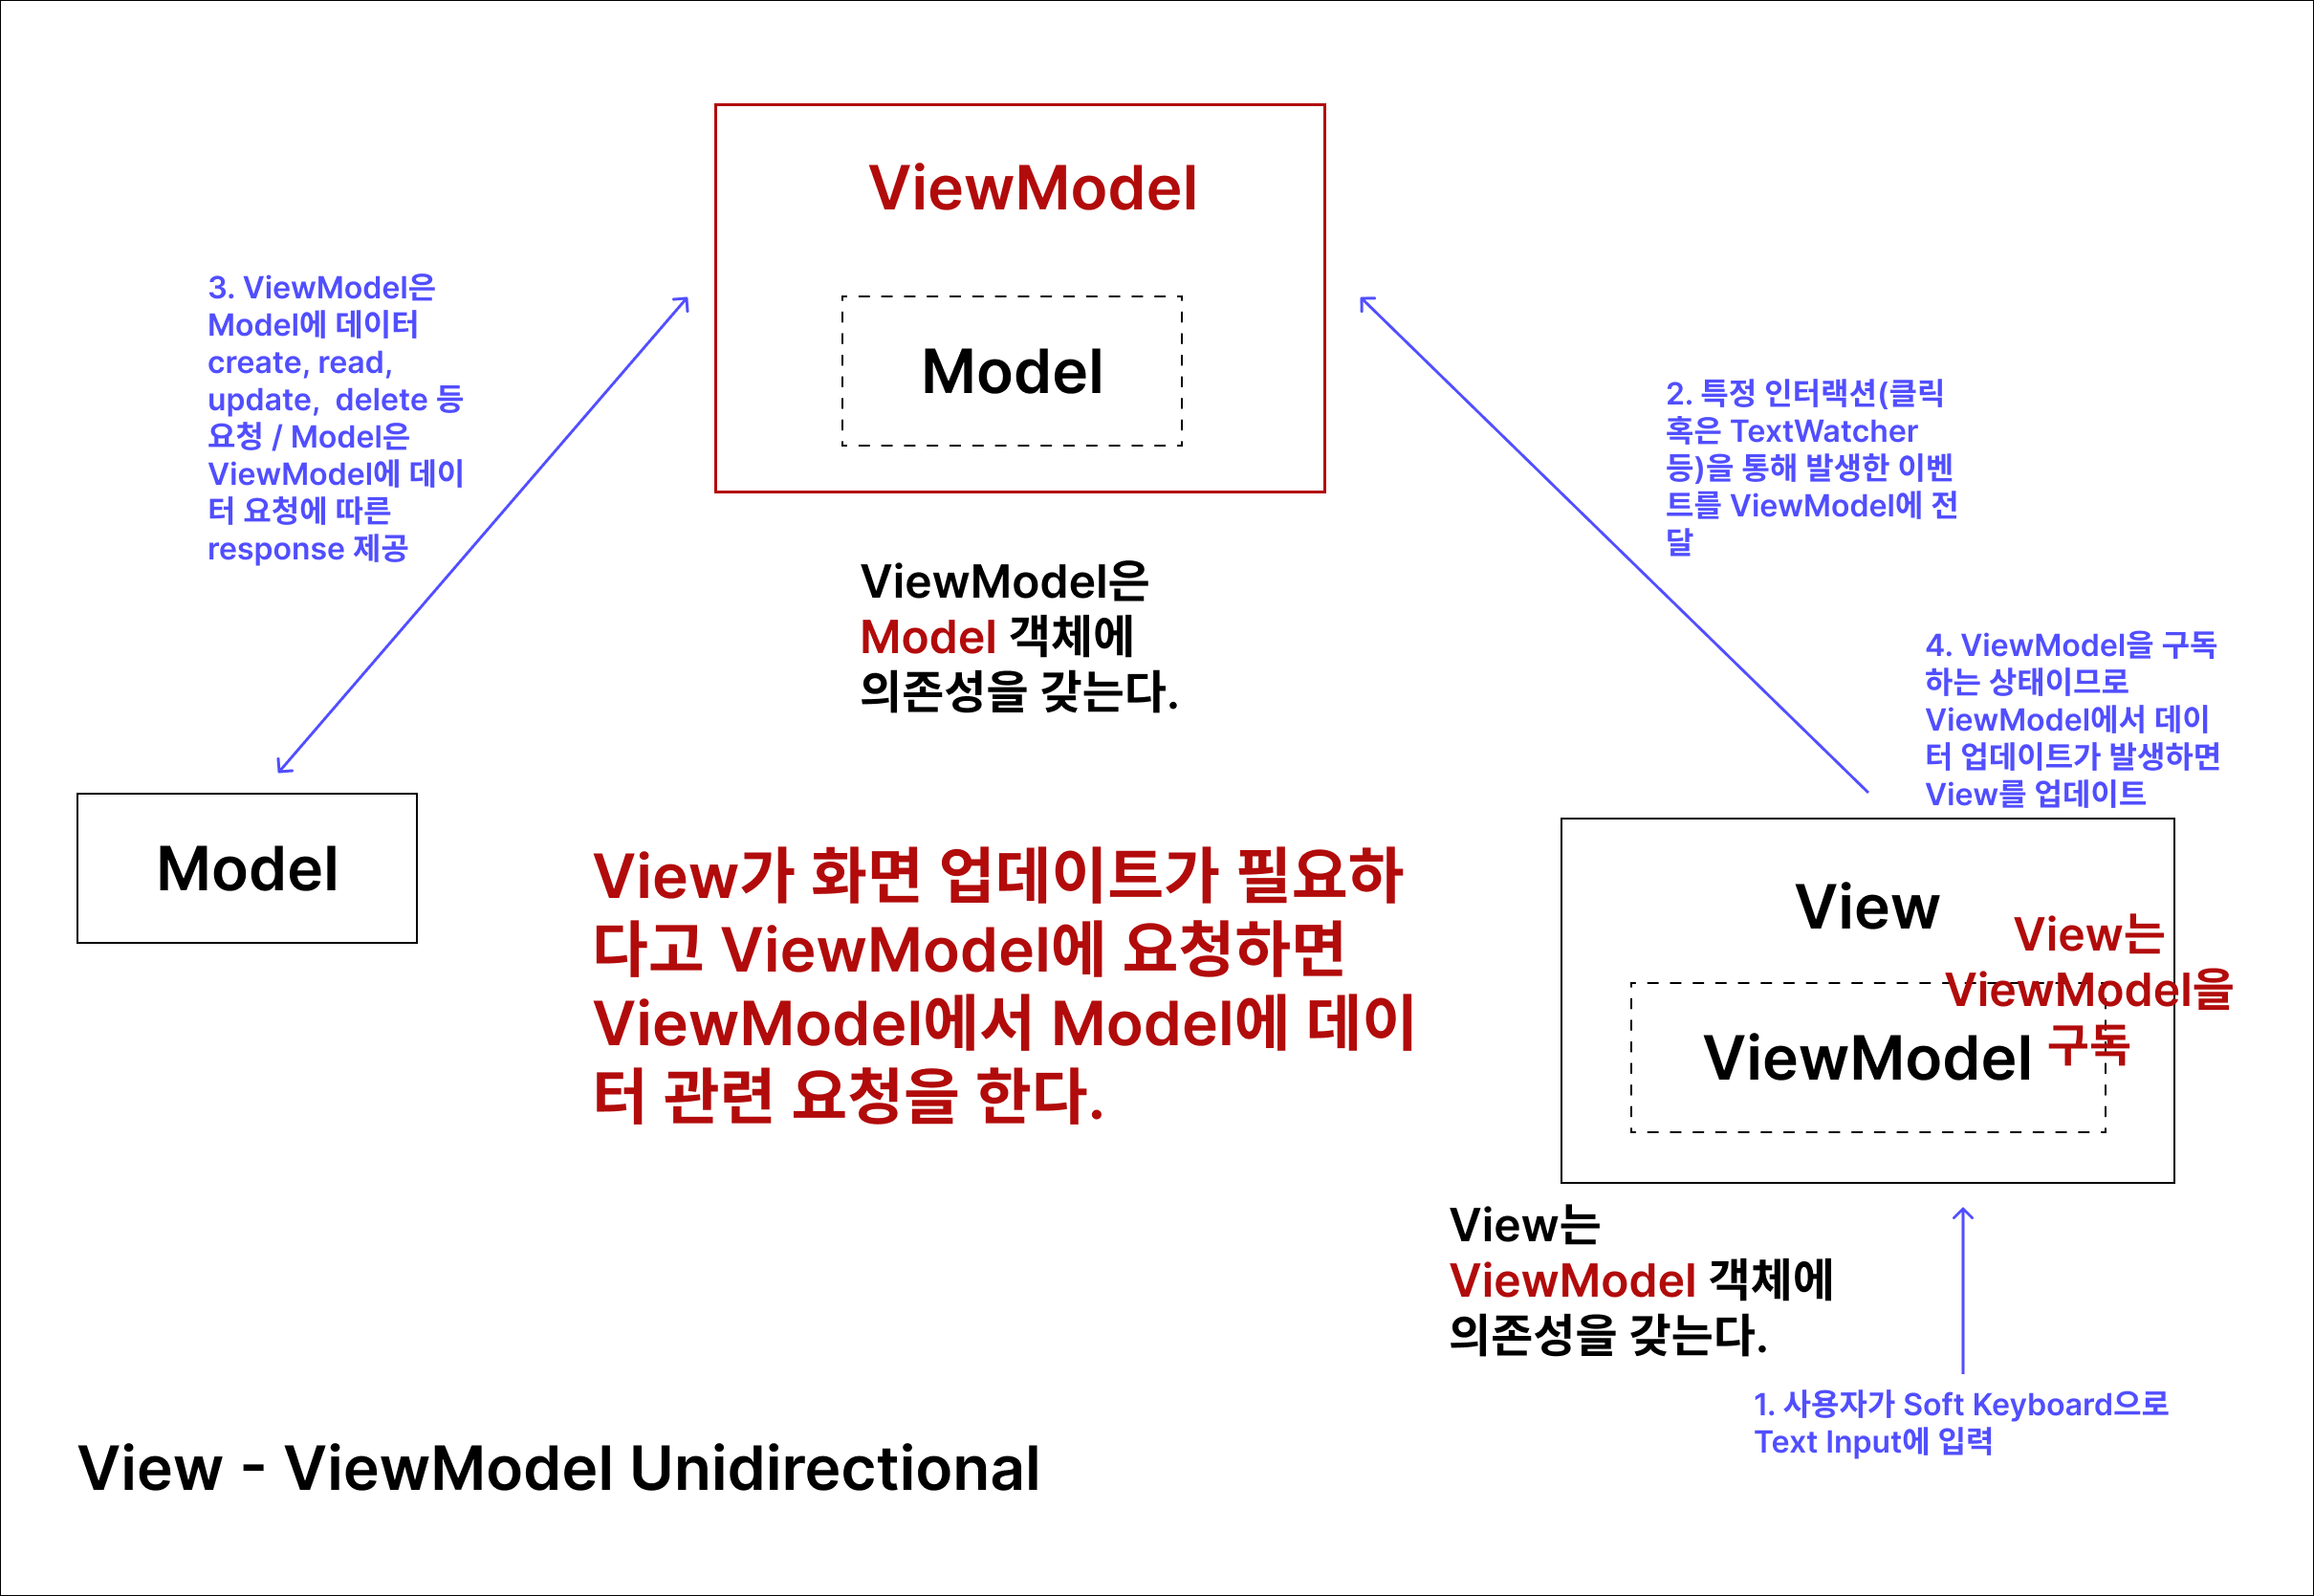 ViewModel
Model
3. ViewModel은
Model에 데이터
create, read,
update,  delete 등
요청 / Model은
ViewModel에 데이
터 요청에 따른
response 제공
2. 특정 인터랙션(클릭
혹은 TextWatcher
등)을 통해 발생한 이벤
트를 ViewModel에 전
달
ViewModel은
Model 객체에
의존성을 갖는다.
4. ViewModel을 구독
하는 상태이므로
ViewModel에서 데이
터 업데이트가 발생하면
View를 업데이트
Model
View가 화면 업데이트가 필요하
다고 ViewModel에 요청하면
ViewModel에서 Model에 데이
터 관련 요청을 한다.
View
View는
ViewModel을
구독
ViewModel
View는
ViewModel 객체에
의존성을 갖는다.
1. 사용자가 Soft Keyboard으로
Text Input에 입력
View - ViewModel Unidirectional